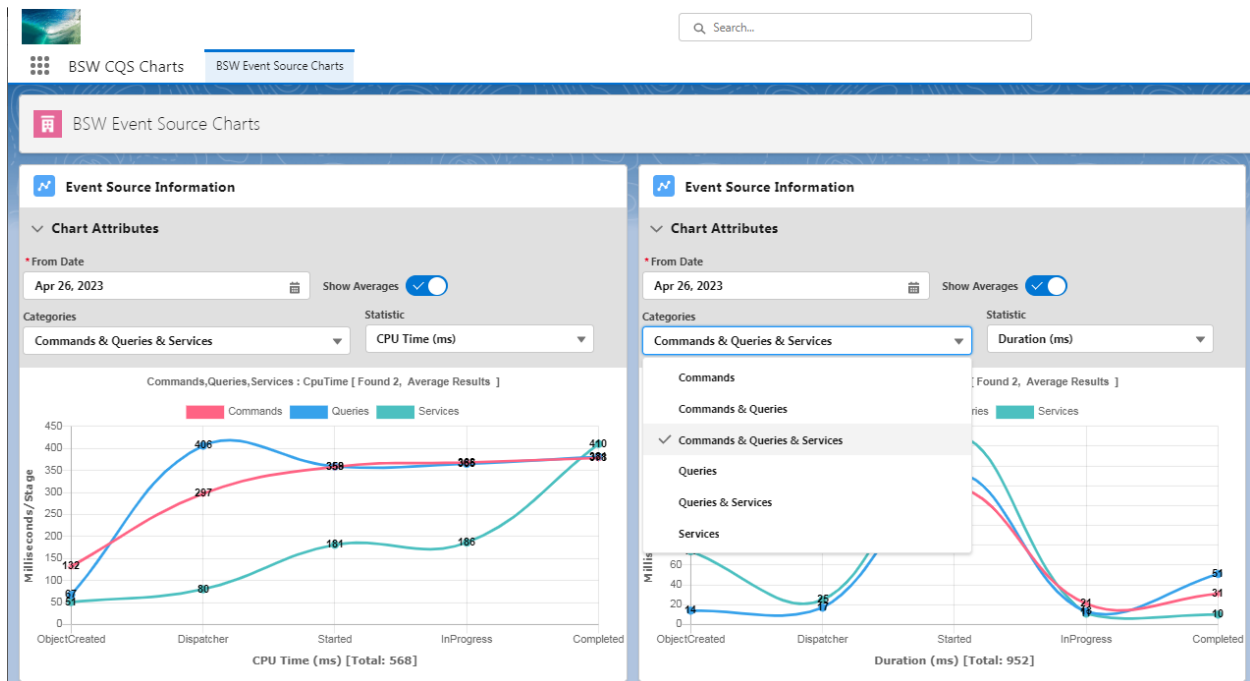 Search...
BSW CQS Charts
BSW Event Source Charts
BSW Event Source Charts
Event Source Information
Chart Attributes
*From Date
Apr 26, 2023
Show Averages
Categories
Statistic
Commands & Queries & Services
CPU Time (ms)
Commands,Queries,Services : CpuTime [ Found 2, Average Results ]
Commands
Queries
Services
Milliseconds/Stage
450
400
350
300
250
200
150
100
50
0
132
67
51
406
297
80
359
181
186
410
ObjectCreated
Dispatcher
Started
InProgress
Completed
CPU Time (ms) [Total: 568]
Event Source Information
Chart Attributes
*From Date
Apr 26, 2023
Show Averages
Categories
Statistic
Commands & Queries & Services
Duration (ms)
Commands
Commands & Queries
Commands & Queries & Services
Queries
Queries & Services
Services
[ Found 2, Average Results ]
ries
Services
Millis
60
40
20
0
14
25
17
21
51
31
10
ObjectCreated
Dispatcher
Started
InProgress
Completed
Duration (ms) [Total: 952]